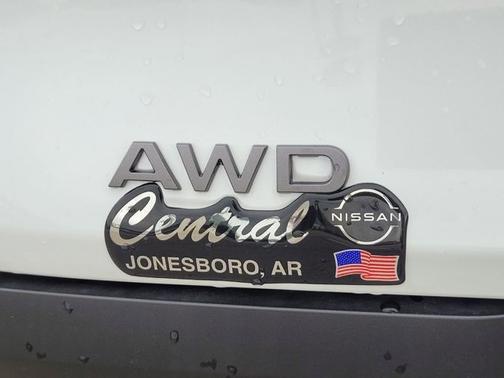 AWD
Central
NISSAN
JONESBORO, AR